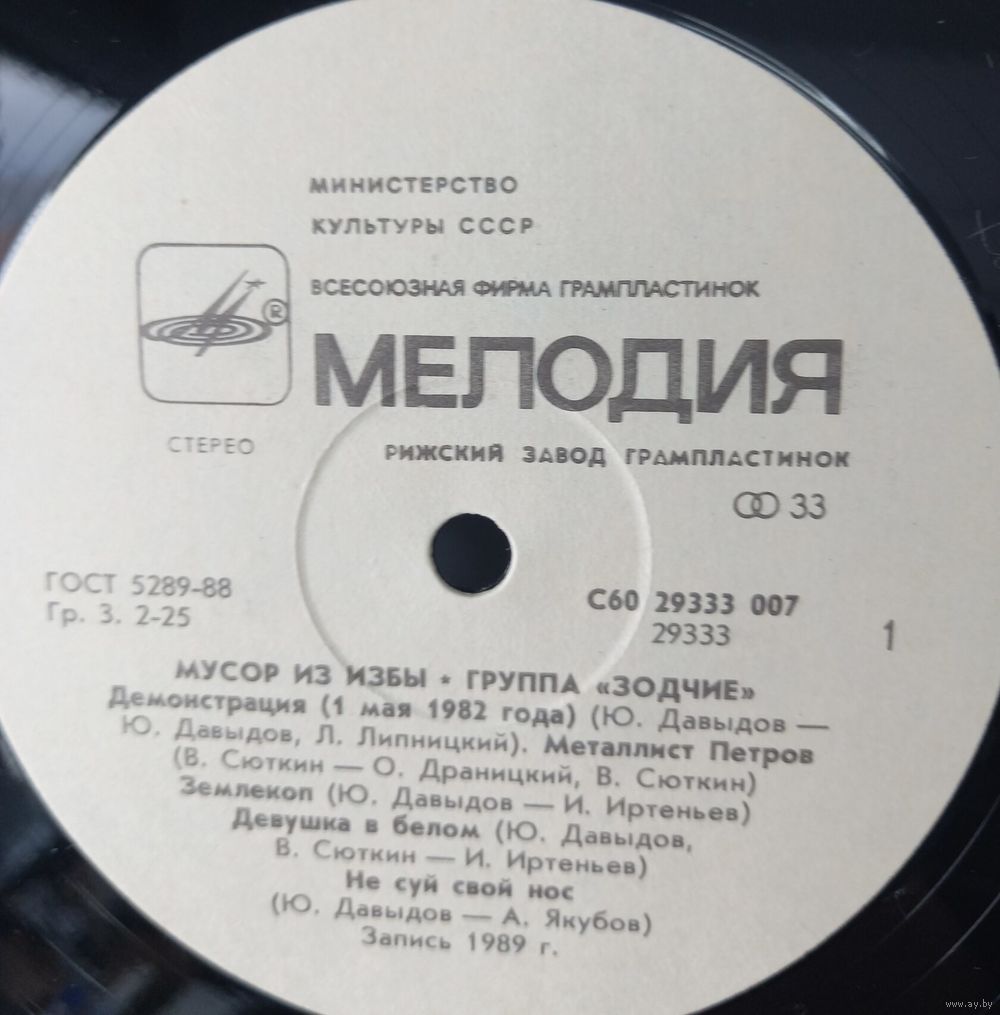 МИНИСТЕРСТВО
КУЛЬТУРЫ СССР
ВСЕСОЮЗНАЯ ФИРМА ГРАМПЛАСТИНОК
®
МЕЛОДИЯ
СТЕРЕО
РИЖСКИЙ ЗАВОД ГРАМПЛАСТИНОК
33
ГОСТ 5289-88
Гр. 3. 2-25
С60 29333 007
29333
1
МУСОР ИЗ ИЗБЫ * ГРУППА «ЗОДЧИЕ»
Демонстрация (1 мая 1982 года) (Ю. Давыдов —
Ю. Давыдов, Л. Липницкий). Металлист Петров
(В. Сюткин — О. Драницкий, В. Сюткин)
Землекоп (Ю. Давыдов — И. Иртеньев)
Девушка в белом (Ю. Давыдов,
В. Сюткин — И. Иртеньев)
Не суй свой нос
(Ю. Давыдов — А. Якубов)
Запись 1989 г.
www.ay.by